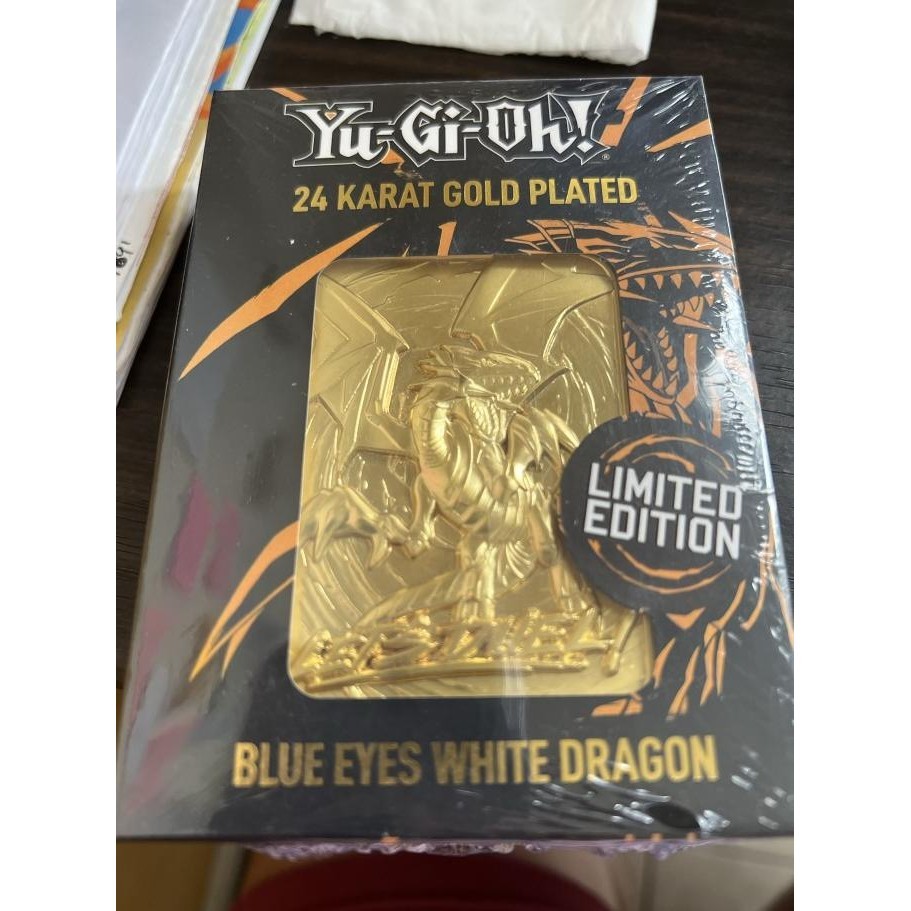 Yu-Gi-Oh!
®
24 KARAT GOLD PLATED
LIMITED
EDITION
BLUE EYES WHITE DRAGON